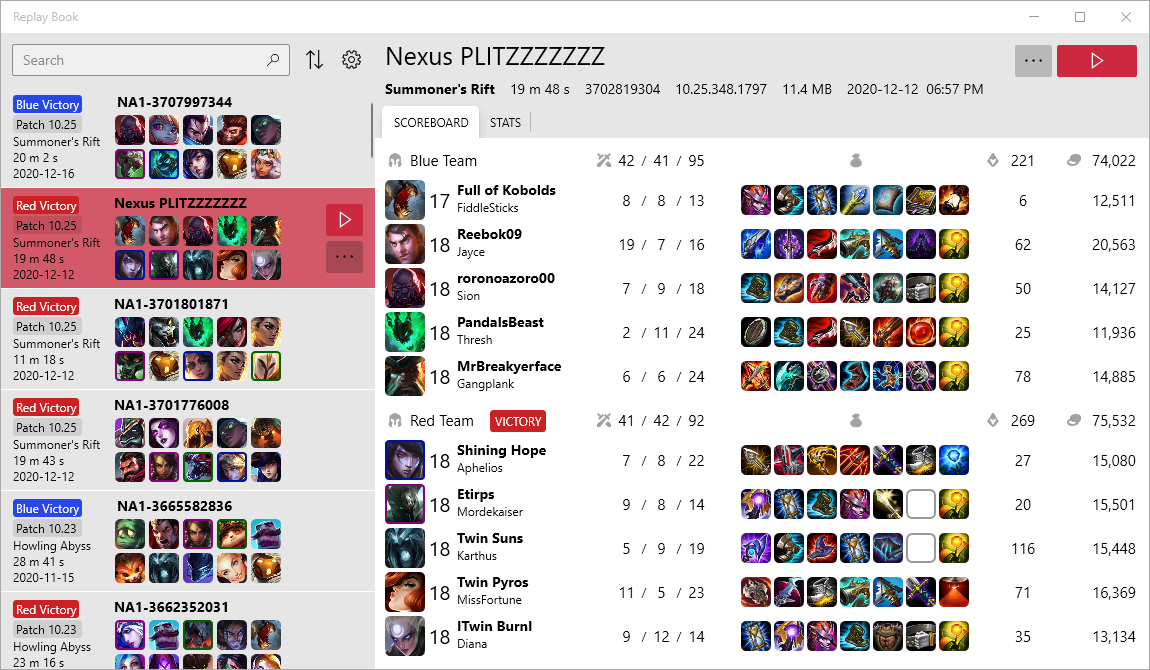 Replay Book
Search
Blue Victory
NA1-3707997344
Patch 10.25
Summoner's Rift
20 m 2 s
2020-12-16
Red Victory
Nexus PLITZZZZZZZ
Patch 10.25
Summoner's Rift
19 m 48 s
2020-12-12
Red Victory
NA1-3701801871
Patch 10.25
Summoner's Rift
11 m 18 s
2020-12-12
Red Victory
NA1-3701776008
Patch 10.25
Summoner's Rift
19 m 43 s
2020-12-12
Blue Victory
NA1-3665582836
Patch 10.23
Howling Abyss
28 m 41 s
2020-11-15
Red Victory
NA1-3662352031
Patch 10.23
Howling Abyss
23 m 16 s
Nexus PLITZZZZZZZ
Summoner's Rift 19 m 48 s 3702819304 10.25.348.1797 11.4 MB 2020-12-12 06:57 PM
SCOREBOARD STATS
Blue Team 42 / 41 / 95 221 74,022
17 Full of Kobolds 8 / 8 / 13 6 12,511
FiddleSticks
18 Reebok09 19 / 7 / 16 62 20,563
Jayce
18 roronoazoro00 7 / 9 / 18 50 14,127
Sion
18 PandaIsBeast 2 / 11 / 24 25 11,936
Thresh
18 MrBreakyerface 6 / 6 / 24 78 14,885
Gangplank
Red Team VICTORY 41 / 42 / 92 269 75,532
18 Shining Hope 7 / 8 / 22 27 15,080
Aphelios
18 Etirps 9 / 8 / 14 20 15,501
Mordekaiser
18 Twin Suns 5 / 9 / 19 116 15,448
Karthus
18 Twin Pyros 11 / 5 / 23 71 16,369
MissFortune
18 ITwin BurnI 9 / 12 / 14 35 13,134
Diana